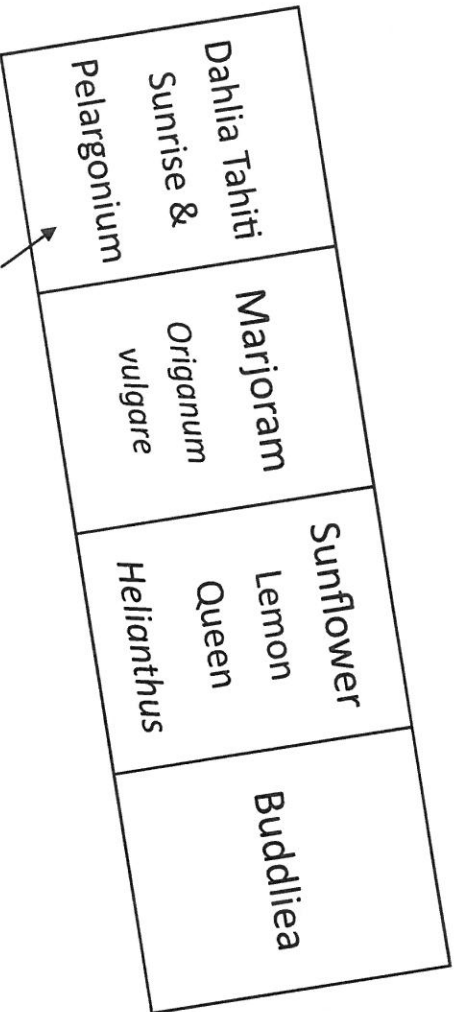 Dahlia Tahiti
Sunrise &
Pelargonium
Marjoram
Origanum
vulgare
Sunflower
Lemon
Queen
Helianthus
Buddliea